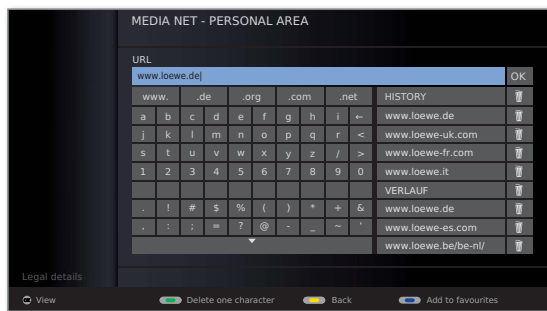 MEDIA NET - PERSONAL AREA
URL
www.loewe.de
OK
www. .de .org .com .net HISTORY
a b c d e f g h i ← www.loewe.de
j k l m n o p q r < www.loewe-uk.com
s t u v w x y z / > www.loewe-fr.com
1 2 3 4 5 6 7 8 9 0 www.loewe.it
VERLAUF
. ! # $ % ( ) * + & www.loewe.de
, : ; = ? @ - _ ~ ' www.loewe-es.com
www.loewe.be/be-nl/
Legal details
OK View Delete one character Back Add to favourites